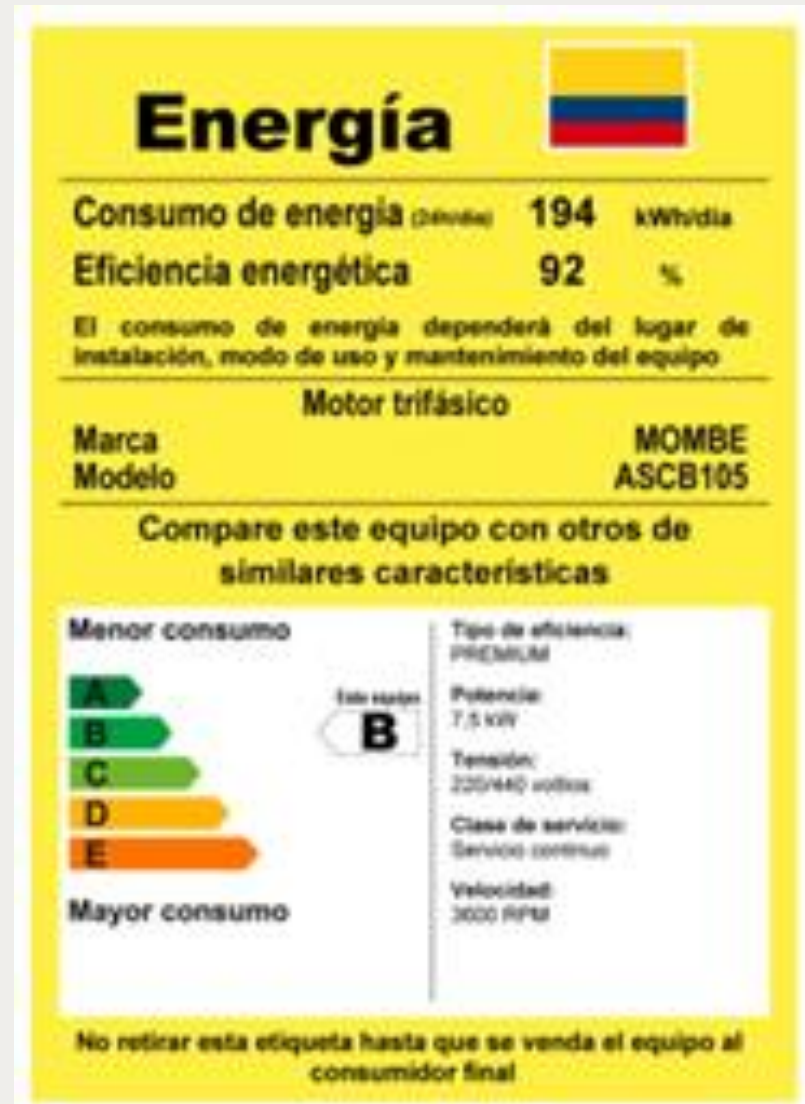 Energía
Consumo de energía (24h/día) 194 kWh/día
Eficiencia energética 92 %
El consumo de energía dependerá del lugar de
instalación, modo de uso y mantenimiento del equipo
Motor trifásico
Marca MOMBE
Modelo ASCB105
Compare este equipo con otros de
similares características
Menor consumo
A
B
C
D
E
Mayor consumo
Este equipo
B
Tipo de eficiencia:
PREMIUM
Potencia:
7,5 kW
Tensión:
220/440 voltios
Clase de servicio:
Servicio continuo
Velocidad:
3600 RPM
No retirar esta etiqueta hasta que se venda el equipo al
consumidor final